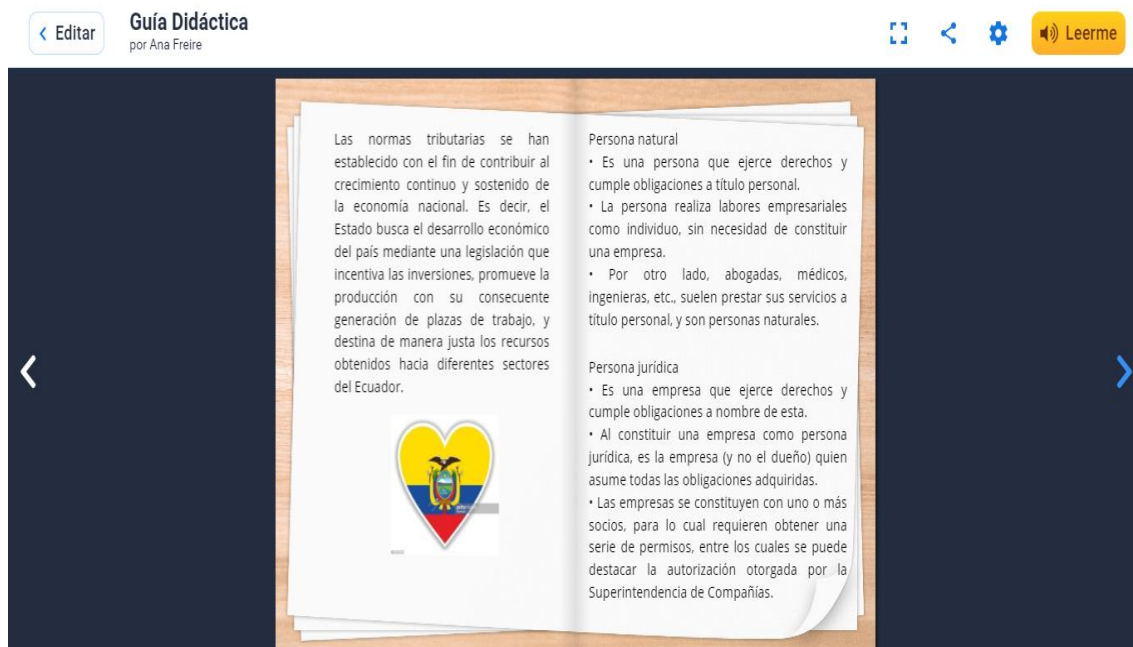 Editar
Guía Didáctica
por Ana Freire
Leerme
Las normas tributarias se han
establecido con el fin de contribuir al
crecimiento continuo y sostenido de
la economía nacional. Es decir, el
Estado busca el desarrollo económico
del país mediante una legislación que
incentiva las inversiones, promueve la
producción con su consecuente
generación de plazas de trabajo, y
destina de manera justa los recursos
obtenidos hacia diferentes sectores
del Ecuador.
Persona natural
• Es una persona que ejerce derechos y
cumple obligaciones a título personal.
• La persona realiza labores empresariales
como individuo, sin necesidad de constituir
una empresa.
• Por otro lado, abogadas, médicos,
ingenieras, etc., suelen prestar sus servicios a
título personal, y son personas naturales.
Persona jurídica
• Es una empresa que ejerce derechos y
cumple obligaciones a nombre de esta.
• Al constituir una empresa como persona
jurídica, es la empresa (y no el dueño) quien
asume todas las obligaciones adquiridas.
• Las empresas se constituyen con uno o más
socios, para lo cual requieren obtener una
serie de permisos, entre los cuales se puede
destacar la autorización otorgada por la
Superintendencia de Compañías.